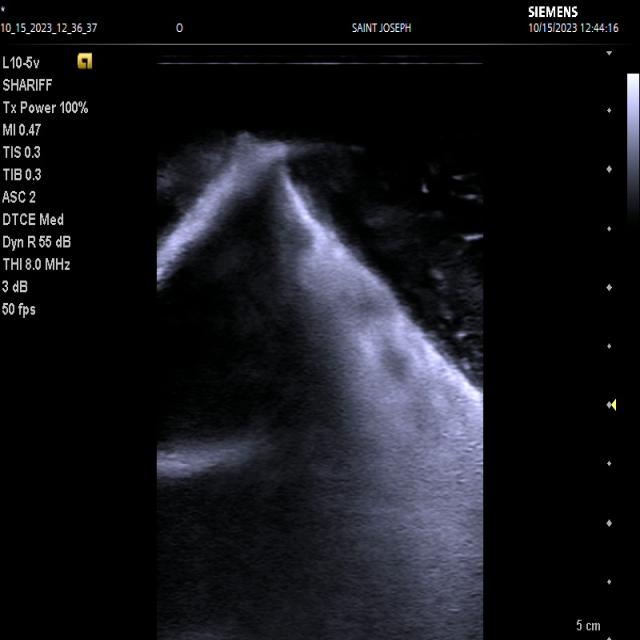 *
SIEMENS
10_15_2023_12_36_37 O SAINT JOSEPH 10/15/2023 12:44:16
L10-5v
SHARIFF
Tx Power 100%
MI 0.47
TIS 0.3
TIB 0.3
ASC 2
DTCE Med
Dyn R 55 dB
THI 8.0 MHz
3 dB
50 fps
5 cm